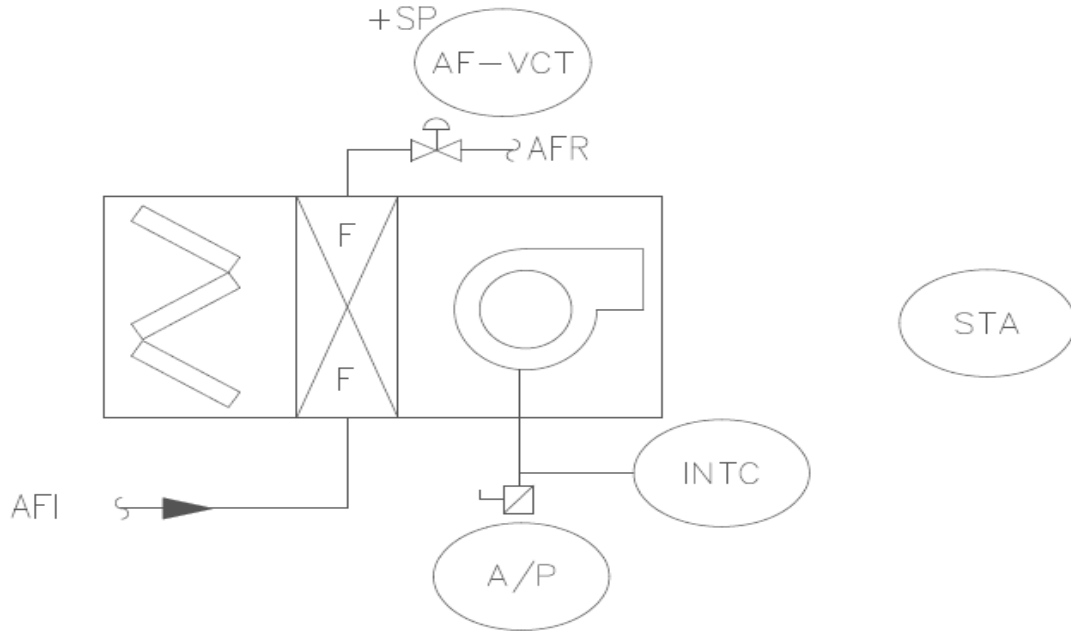 +SP
AF-VCT
AFR
F
F
STA
INTC
AFI
A/P